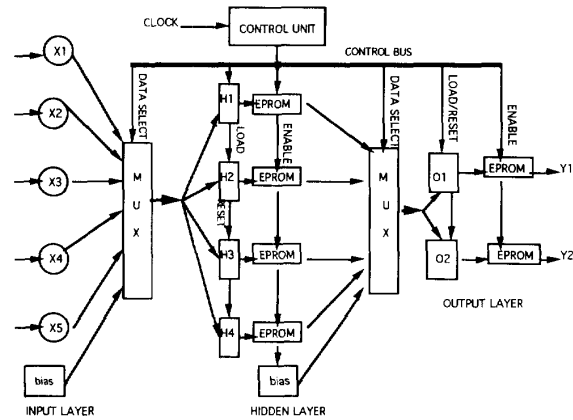 CLOCK
CONTROL UNIT
CONTROL BUS
X1
X2
X3
X4
X5
bias
INPUT LAYER
DATA SELECT
M
U
X
H1
H2
H3
H4
LOAD
RESET
EPROM
EPROM
EPROM
EPROM
ENABLE
bias
HIDDEN LAYER
DATA SELECT
M
U
X
LOAD/RESET
O1
O2
ENABLE
EPROM
EPROM
Y1
Y2
OUTPUT LAYER